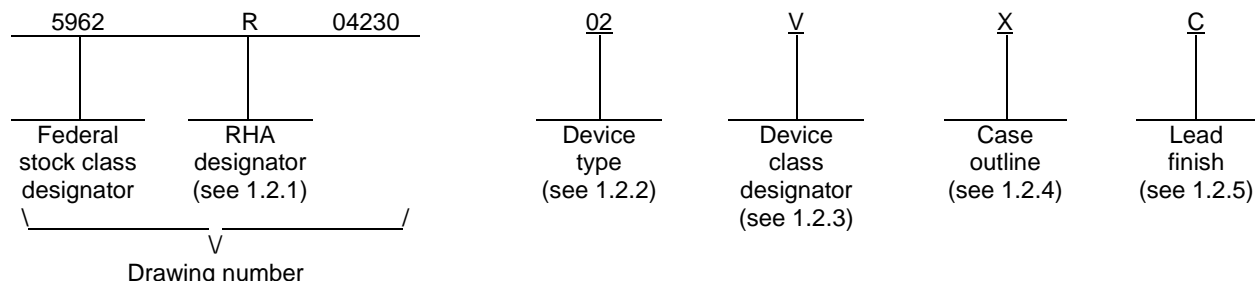 5962 R 04230 02 V X C
Federal stock class designator
RHA designator (see 1.2.1)
Device type (see 1.2.2)
Device class designator (see 1.2.3)
Case outline (see 1.2.4)
Lead finish (see 1.2.5)
\ / \/
Drawing number